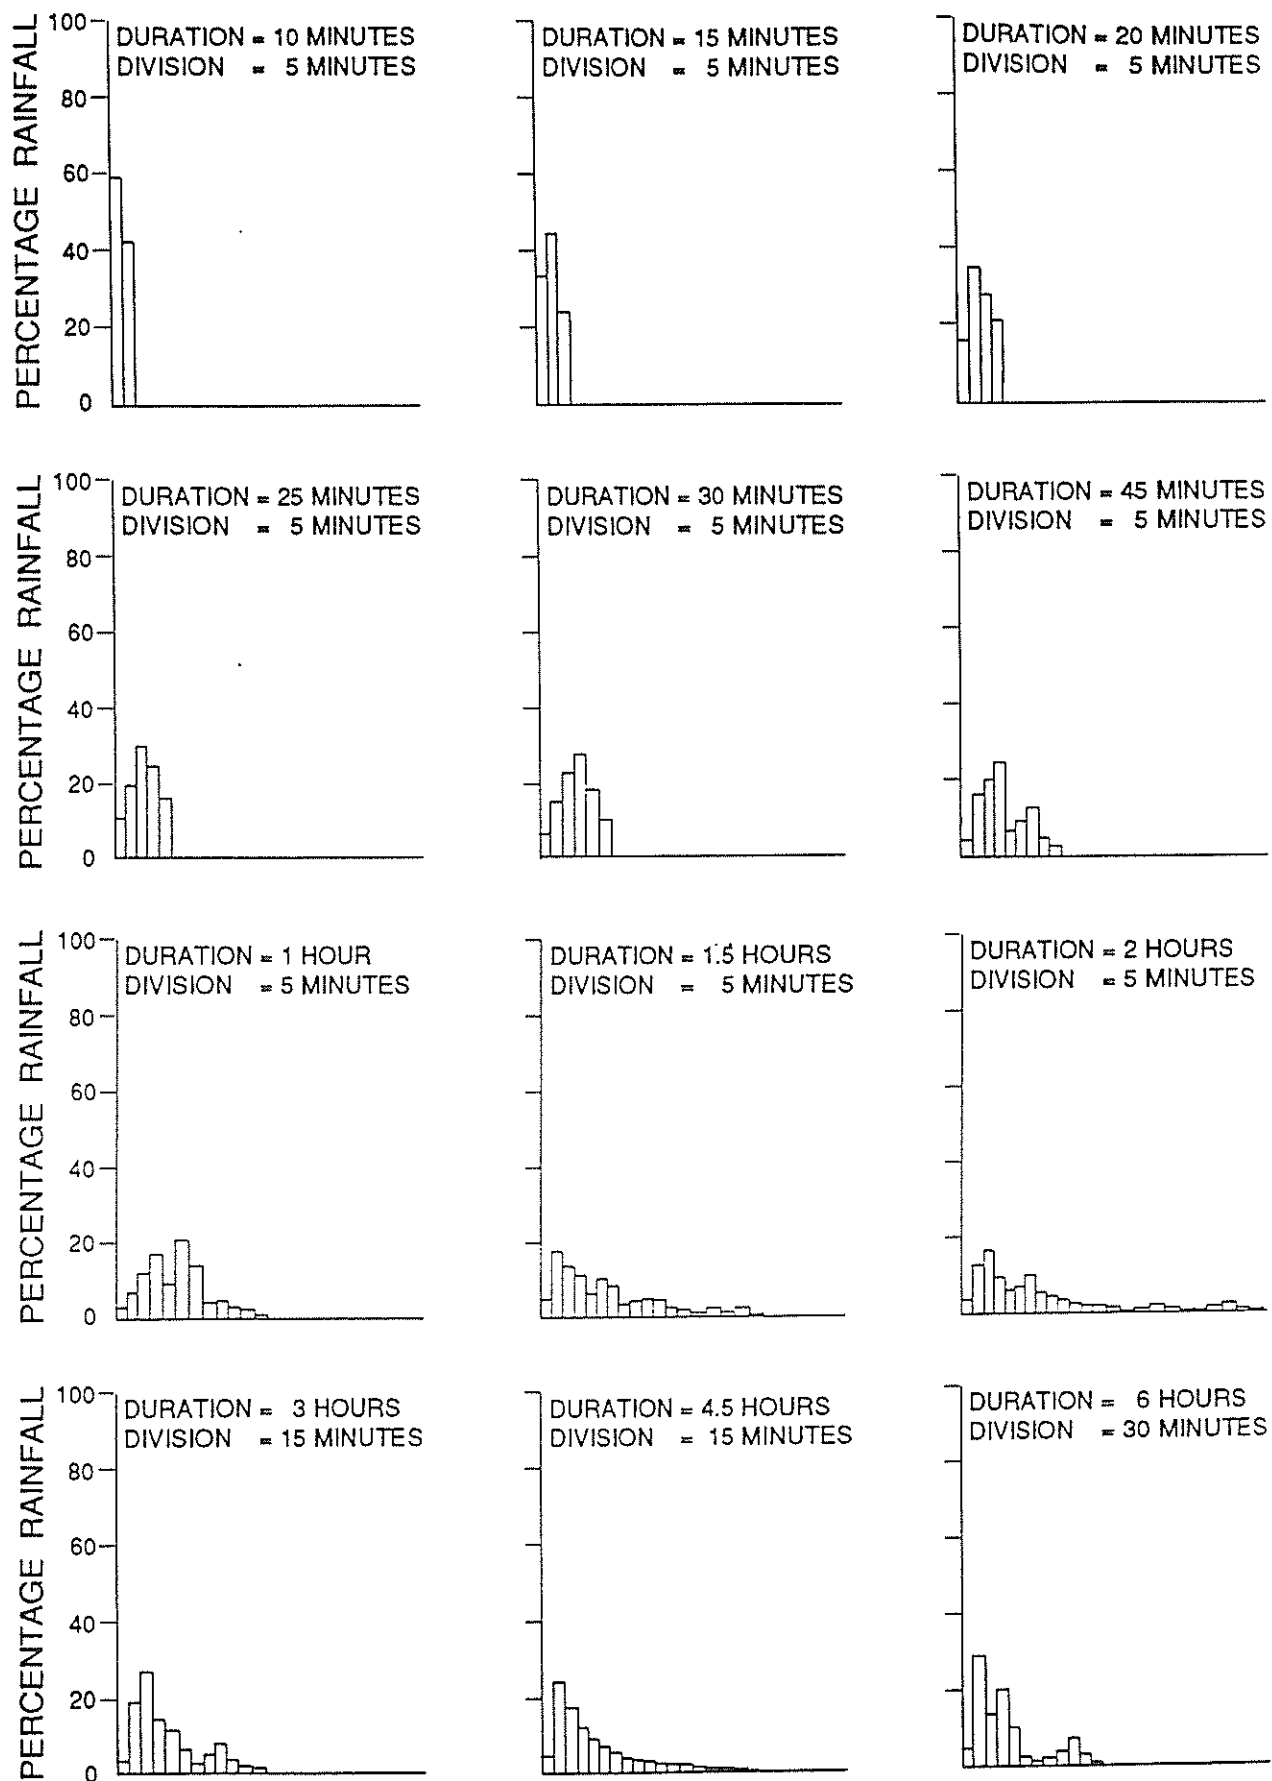 PERCENTAGE RAINFALL
100
80
60
40
20
0
DURATION = 10 MINUTES
DIVISION = 5 MINUTES
DURATION = 15 MINUTES
DIVISION = 5 MINUTES
DURATION = 20 MINUTES
DIVISION = 5 MINUTES
PERCENTAGE RAINFALL
100
80
60
40
20
0
DURATION = 25 MINUTES
DIVISION = 5 MINUTES
DURATION = 30 MINUTES
DIVISION = 5 MINUTES
DURATION = 45 MINUTES
DIVISION = 5 MINUTES
PERCENTAGE RAINFALL
100
80
60
40
20
0
DURATION = 1 HOUR
DIVISION = 5 MINUTES
DURATION = 1.5 HOURS
DIVISION = 5 MINUTES
DURATION = 2 HOURS
DIVISION = 5 MINUTES
PERCENTAGE RAINFALL
100
80
60
40
20
0
DURATION = 3 HOURS
DIVISION = 15 MINUTES
DURATION = 4.5 HOURS
DIVISION = 15 MINUTES
DURATION = 6 HOURS
DIVISION = 30 MINUTES